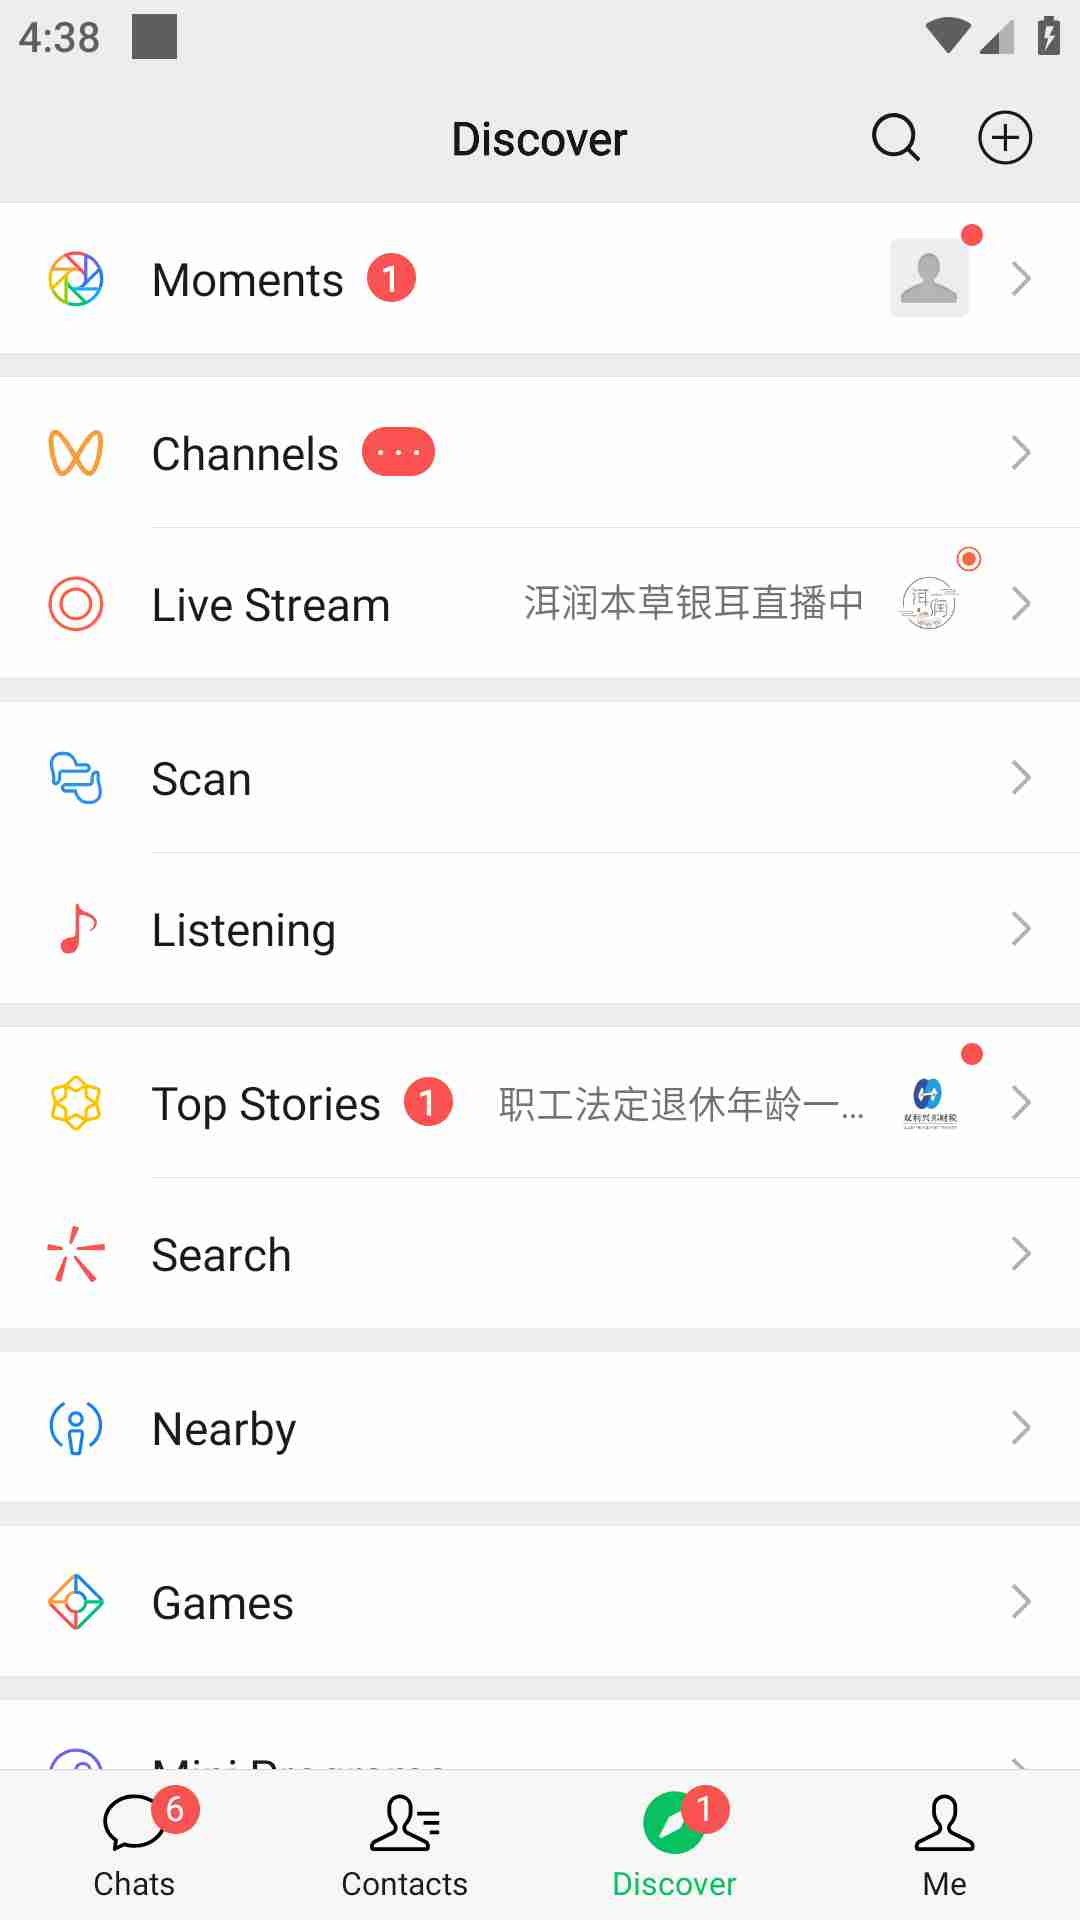 4:38
Discover
Moments 1
Channels ···
Live Stream 洱润本草银耳直播中
Scan
Listening
Top Stories 1 职工法定退休年龄一...
Search
Nearby
Games
Mini Programs
6 1
Chats Contacts Discover Me